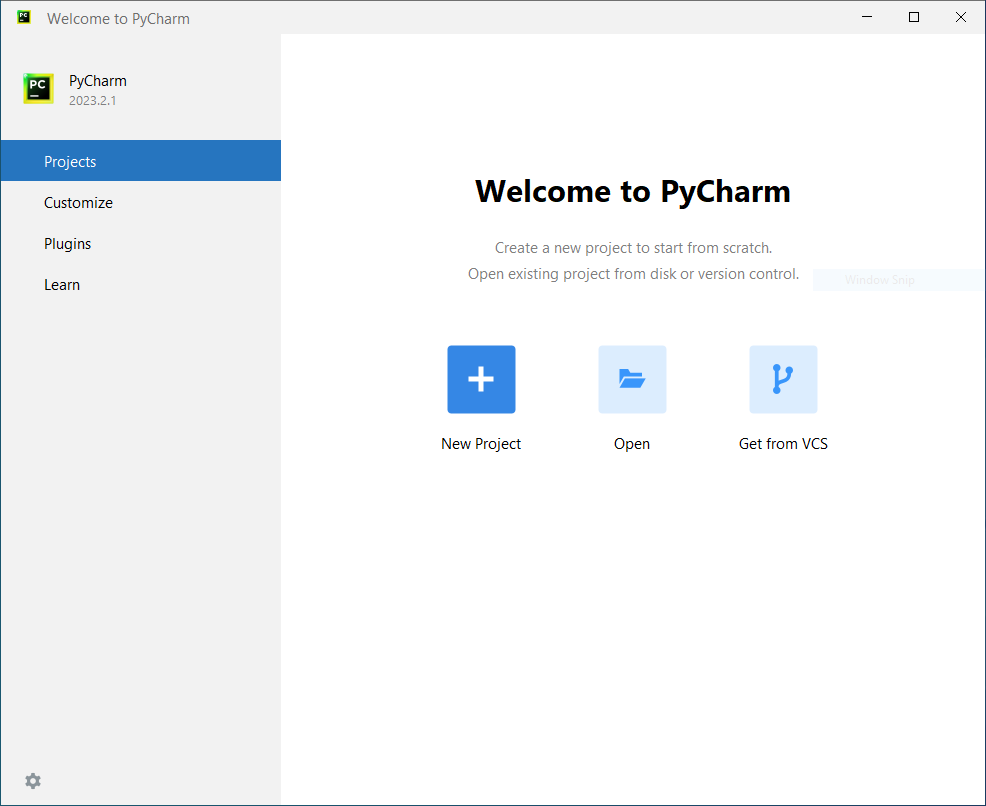 Welcome to PyCharm
PC
PyCharm
2023.2.1
Projects
Customize
Plugins
Learn
Welcome to PyCharm
Create a new project to start from scratch.
Open existing project from disk or version control.
Window Snip
New Project
Open
Get from VCS